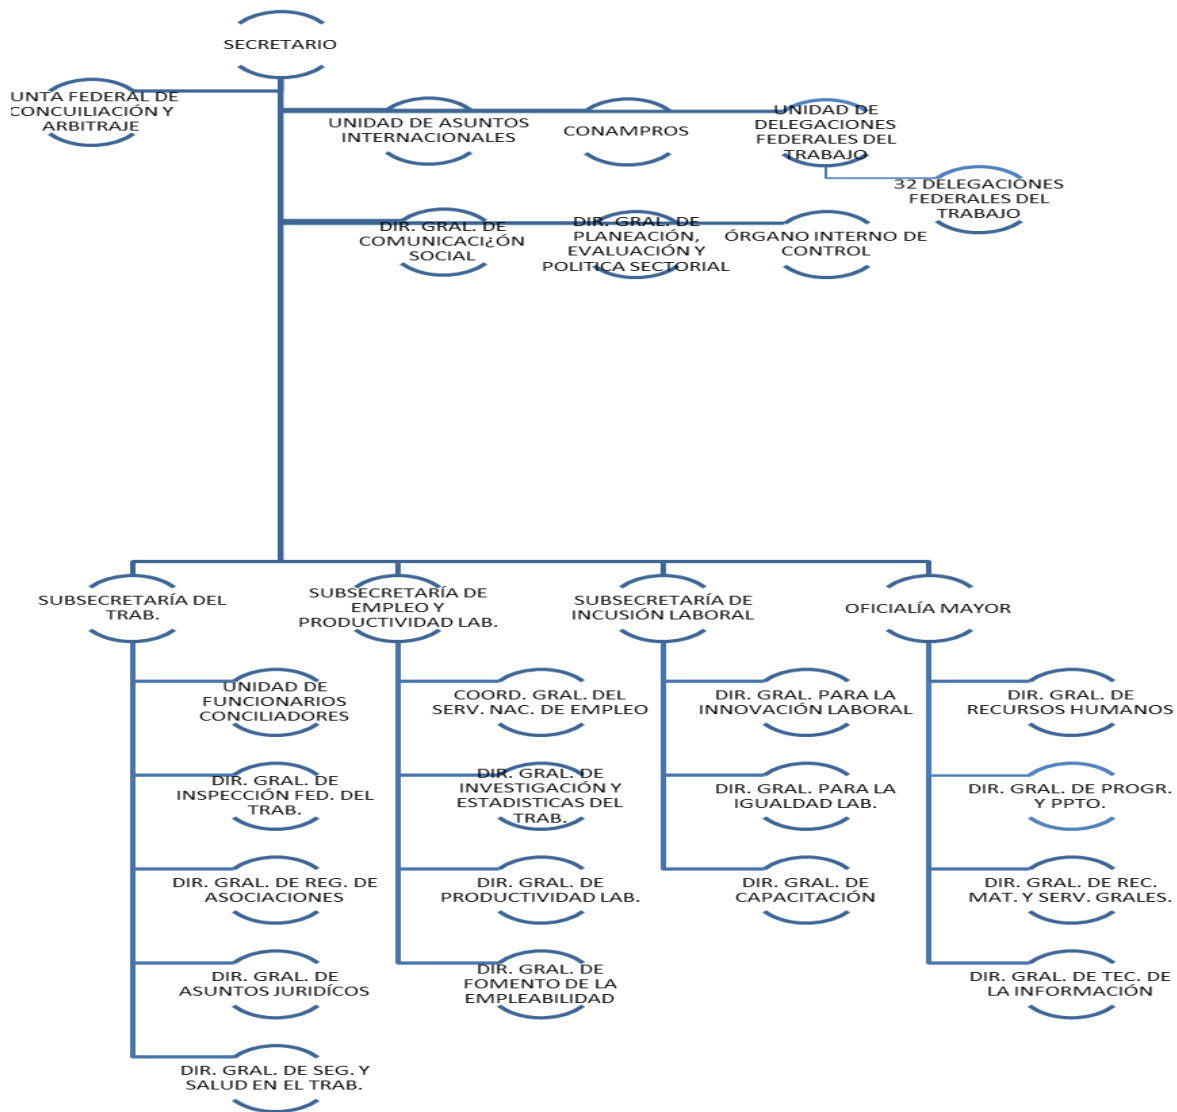 SECRETARIO
UNTA FEDERAL DE
CONCUILIACIÓN Y
ARBITRAJE
UNIDAD DE ASUNTOS
INTERNACIONALES
CONAMPROS
UNIDAD DE
DELEGACIONES
FEDERALES DEL
TRABAJO
32 DELEGACIONES
FEDERALES DEL
TRABAJO
DIR. GRAL. DE
COMUNICACI¿ÓN
SOCIAL
DIR. GRAL. DE
PLANEACIÓN,
EVALUACIÓN Y
POLITICA SECTORIAL
ÓRGANO INTERNO DE
CONTROL
SUBSECRETARÍA DEL
TRAB.
SUBSECRETARÍA DE
EMPLEO Y
PRODUCTIVIDAD LAB.
SUBSECRETARÍA DE
INCUSIÓN LABORAL
OFICIALÍA MAYOR
UNIDAD DE
FUNCIONARIOS
CONCILIADORES
DIR. GRAL. DE
INSPECCIÓN FED. DEL
TRAB.
DIR. GRAL. DE REG. DE
ASOCIACIONES
DIR. GRAL. DE
ASUNTOS JURIDÍCOS
DIR. GRAL. DE SEG. Y
SALUD EN EL TRAB.
COORD. GRAL. DEL
SERV. NAC. DE EMPLEO
DIR. GRAL. DE
INVESTIGACIÓN Y
ESTADISTICAS DEL
TRAB.
DIR. GRAL. DE
PRODUCTIVIDAD LAB.
DIR. GRAL. DE
FOMENTO DE LA
EMPLEABILIDAD
DIR. GRAL. PARA LA
INNOVACIÓN LABORAL
DIR. GRAL. PARA LA
IGUALDAD LAB.
DIR. GRAL. DE
CAPACITACIÓN
DIR. GRAL. DE
RECURSOS HUMANOS
DIR. GRAL. DE PROGR.
Y PPTO.
DIR. GRAL. DE REC.
MAT. Y SERV. GRALES.
DIR. GRAL. DE TEC. DE
LA INFORMACIÓN